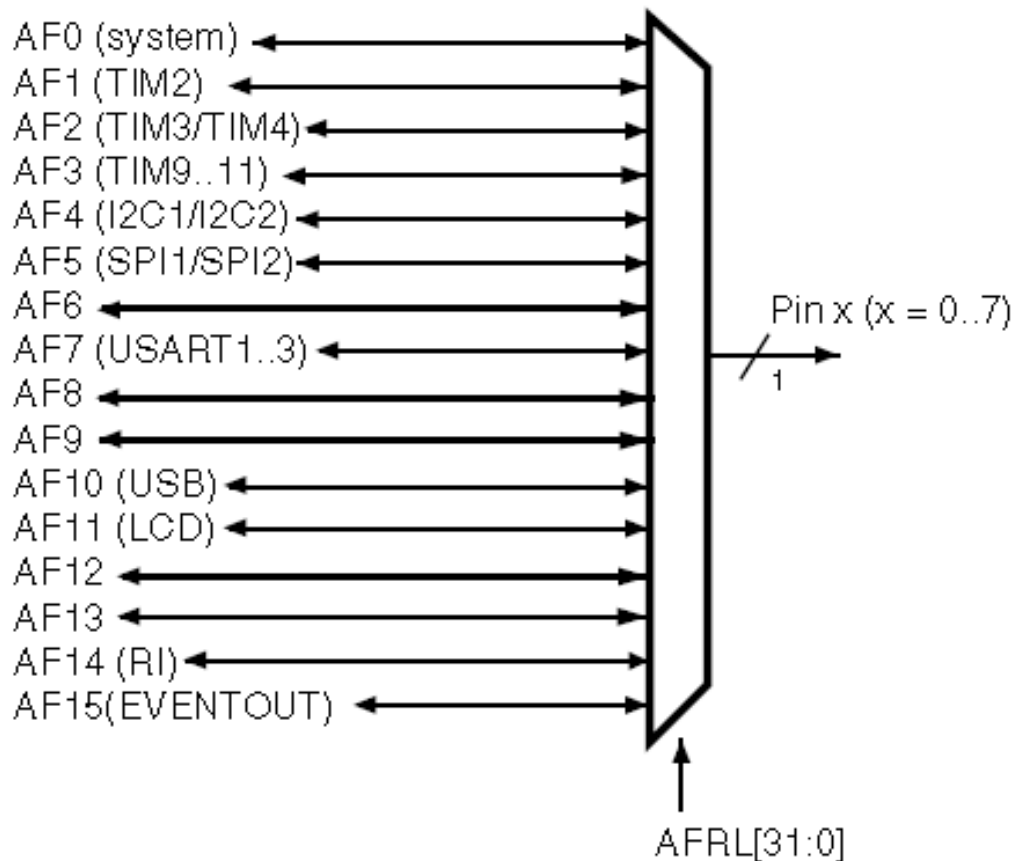 AF0 (system)
AF1 (TIM2)
AF2 (TIM3/TIM4)
AF3 (TIM9..11)
AF4 (I2C1/I2C2)
AF5 (SPI1/SPI2)
AF6
Pin x (x = 0..7)
AF7 (USART1..3)
1
AF8
AF9
AF10 (USB)
AF11 (LCD)
AF12
AF13
AF14 (RI)
AF15(EVENTOUT)
AFRL[31:0]